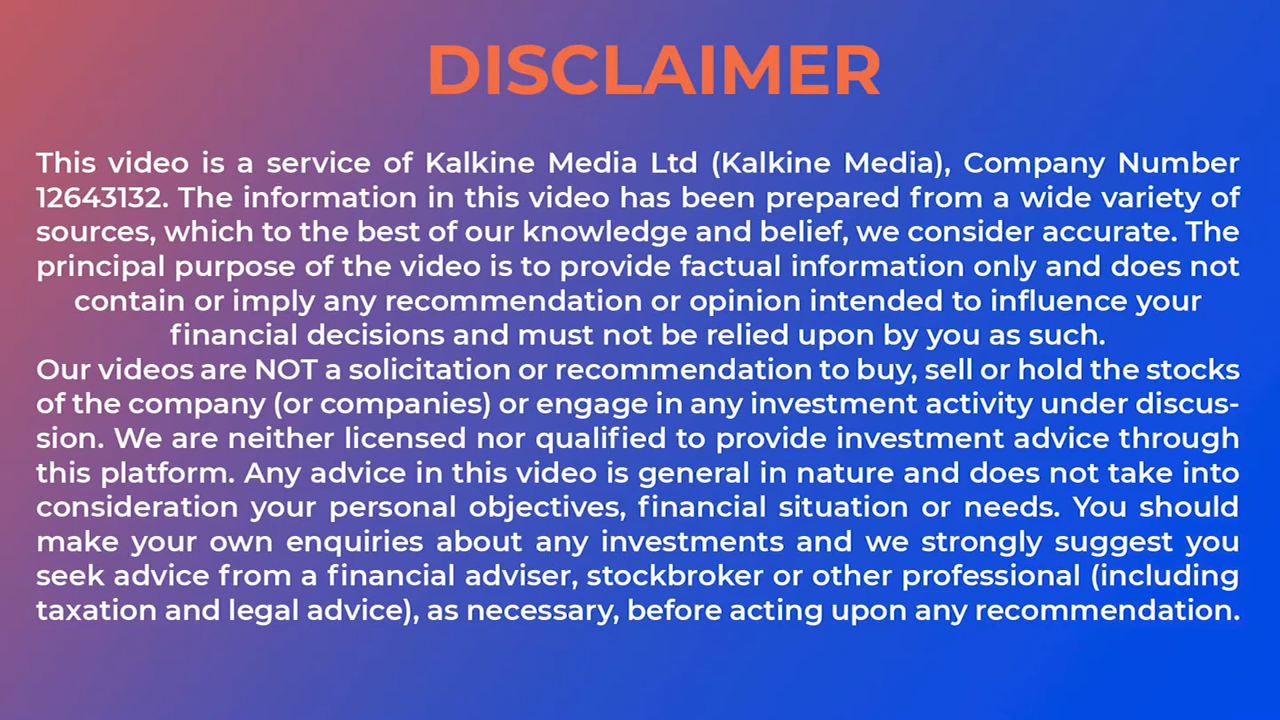 DISCLAIMER
This video is a service of Kalkine Media Ltd (Kalkine Media), Company Number
12643132. The information in this video has been prepared from a wide variety of
sources, which to the best of our knowledge and belief, we consider accurate. The
principal purpose of the video is to provide factual information only and does not
contain or imply any recommendation or opinion intended to influence your
financial decisions and must not be relied upon by you as such.
Our videos are NOT a solicitation or recommendation to buy, sell or hold the stocks
of the company (or companies) or engage in any investment activity under discus-
sion. We are neither licensed nor qualified to provide investment advice through
this platform. Any advice in this video is general in nature and does not take into
consideration your personal objectives, financial situation or needs. You should
make your own enquiries about any investments and we strongly suggest you
seek advice from a financial adviser, stockbroker or other professional (including
taxation and legal advice), as necessary, before acting upon any recommendation.